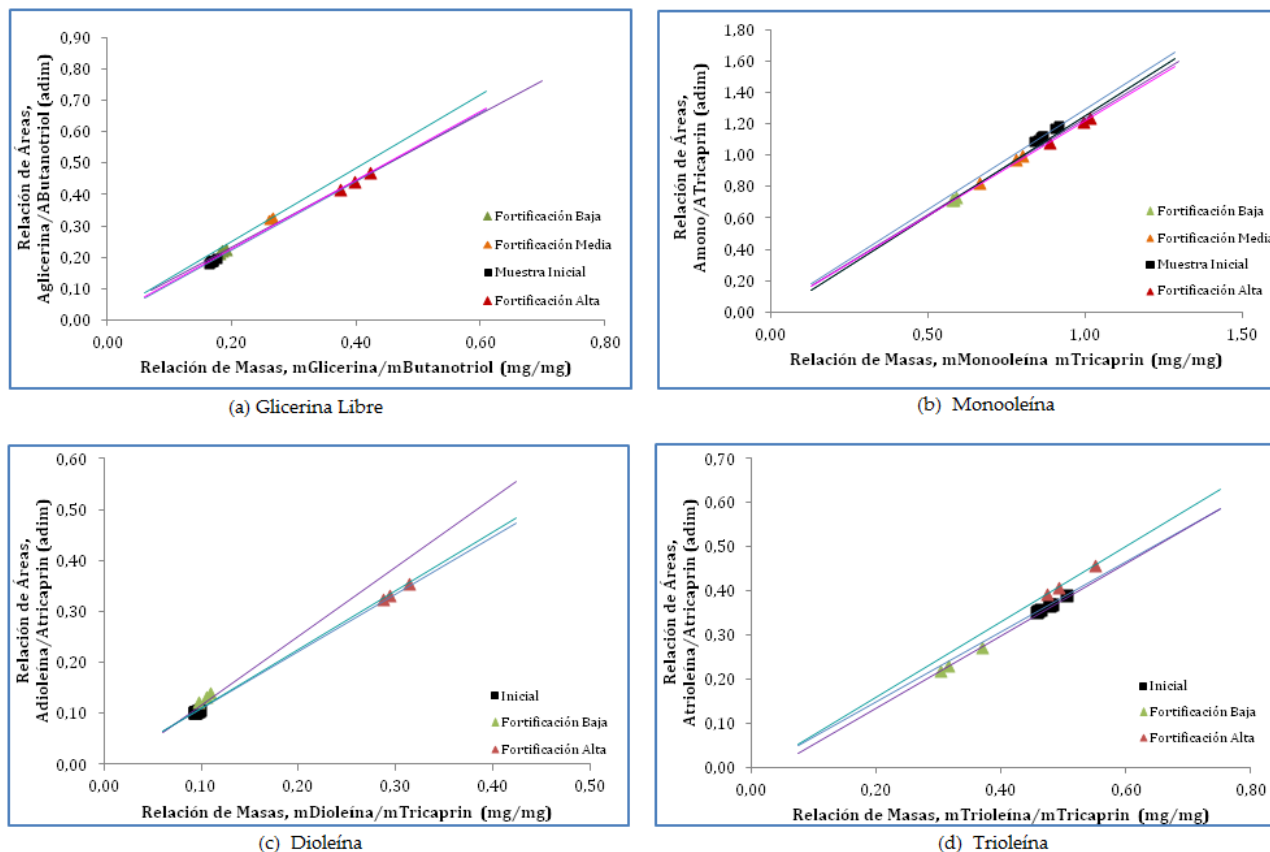 0,90
0,80
0,70
0,60
0,50
0,40
0,30
0,20
0,10
0,00
Relación de Áreas,
Aglicerina/AButanotriol (adim)
0,00 0,20 0,40 0,60 0,80
Relación de Masas, mGlicerina/mButanotriol (mg/mg)
Fortificación Baja
Fortificación Media
Muestra Inicial
Fortificación Alta
(a) Glicerina Libre
1,80
1,60
1,40
1,20
1,00
0,80
0,60
0,40
0,20
0,00
Relación de Áreas,
Amono/ATricaprin (adim)
0,00 0,50 1,00 1,50
Relación de Masas, mMonooleína mTricaprin (mg/mg)
Fortificación Baja
Fortificación Media
Muestra Inicial
Fortificación Alta
(b) Monooleína
0,60
0,50
0,40
0,30
0,20
0,10
0,00
Relación de Áreas,
Adioleína/Atricaprin (adim)
0,00 0,10 0,20 0,30 0,40 0,50
Relación de Masas, mDioleína/mTricaprin (mg/mg)
Inicial
Fortificación Baja
Fortificación Alta
(c) Dioleína
0,70
0,60
0,50
0,40
0,30
0,20
0,10
0,00
Relación de Áreas,
Atrioleína/Atricaprin (adim)
0,00 0,20 0,40 0,60 0,80
Relación de Masas, mTrioleína/mTricaprin (mg/mg)
Inicial
Fortificación Baja
Fortificación Alta
(d) Trioleína